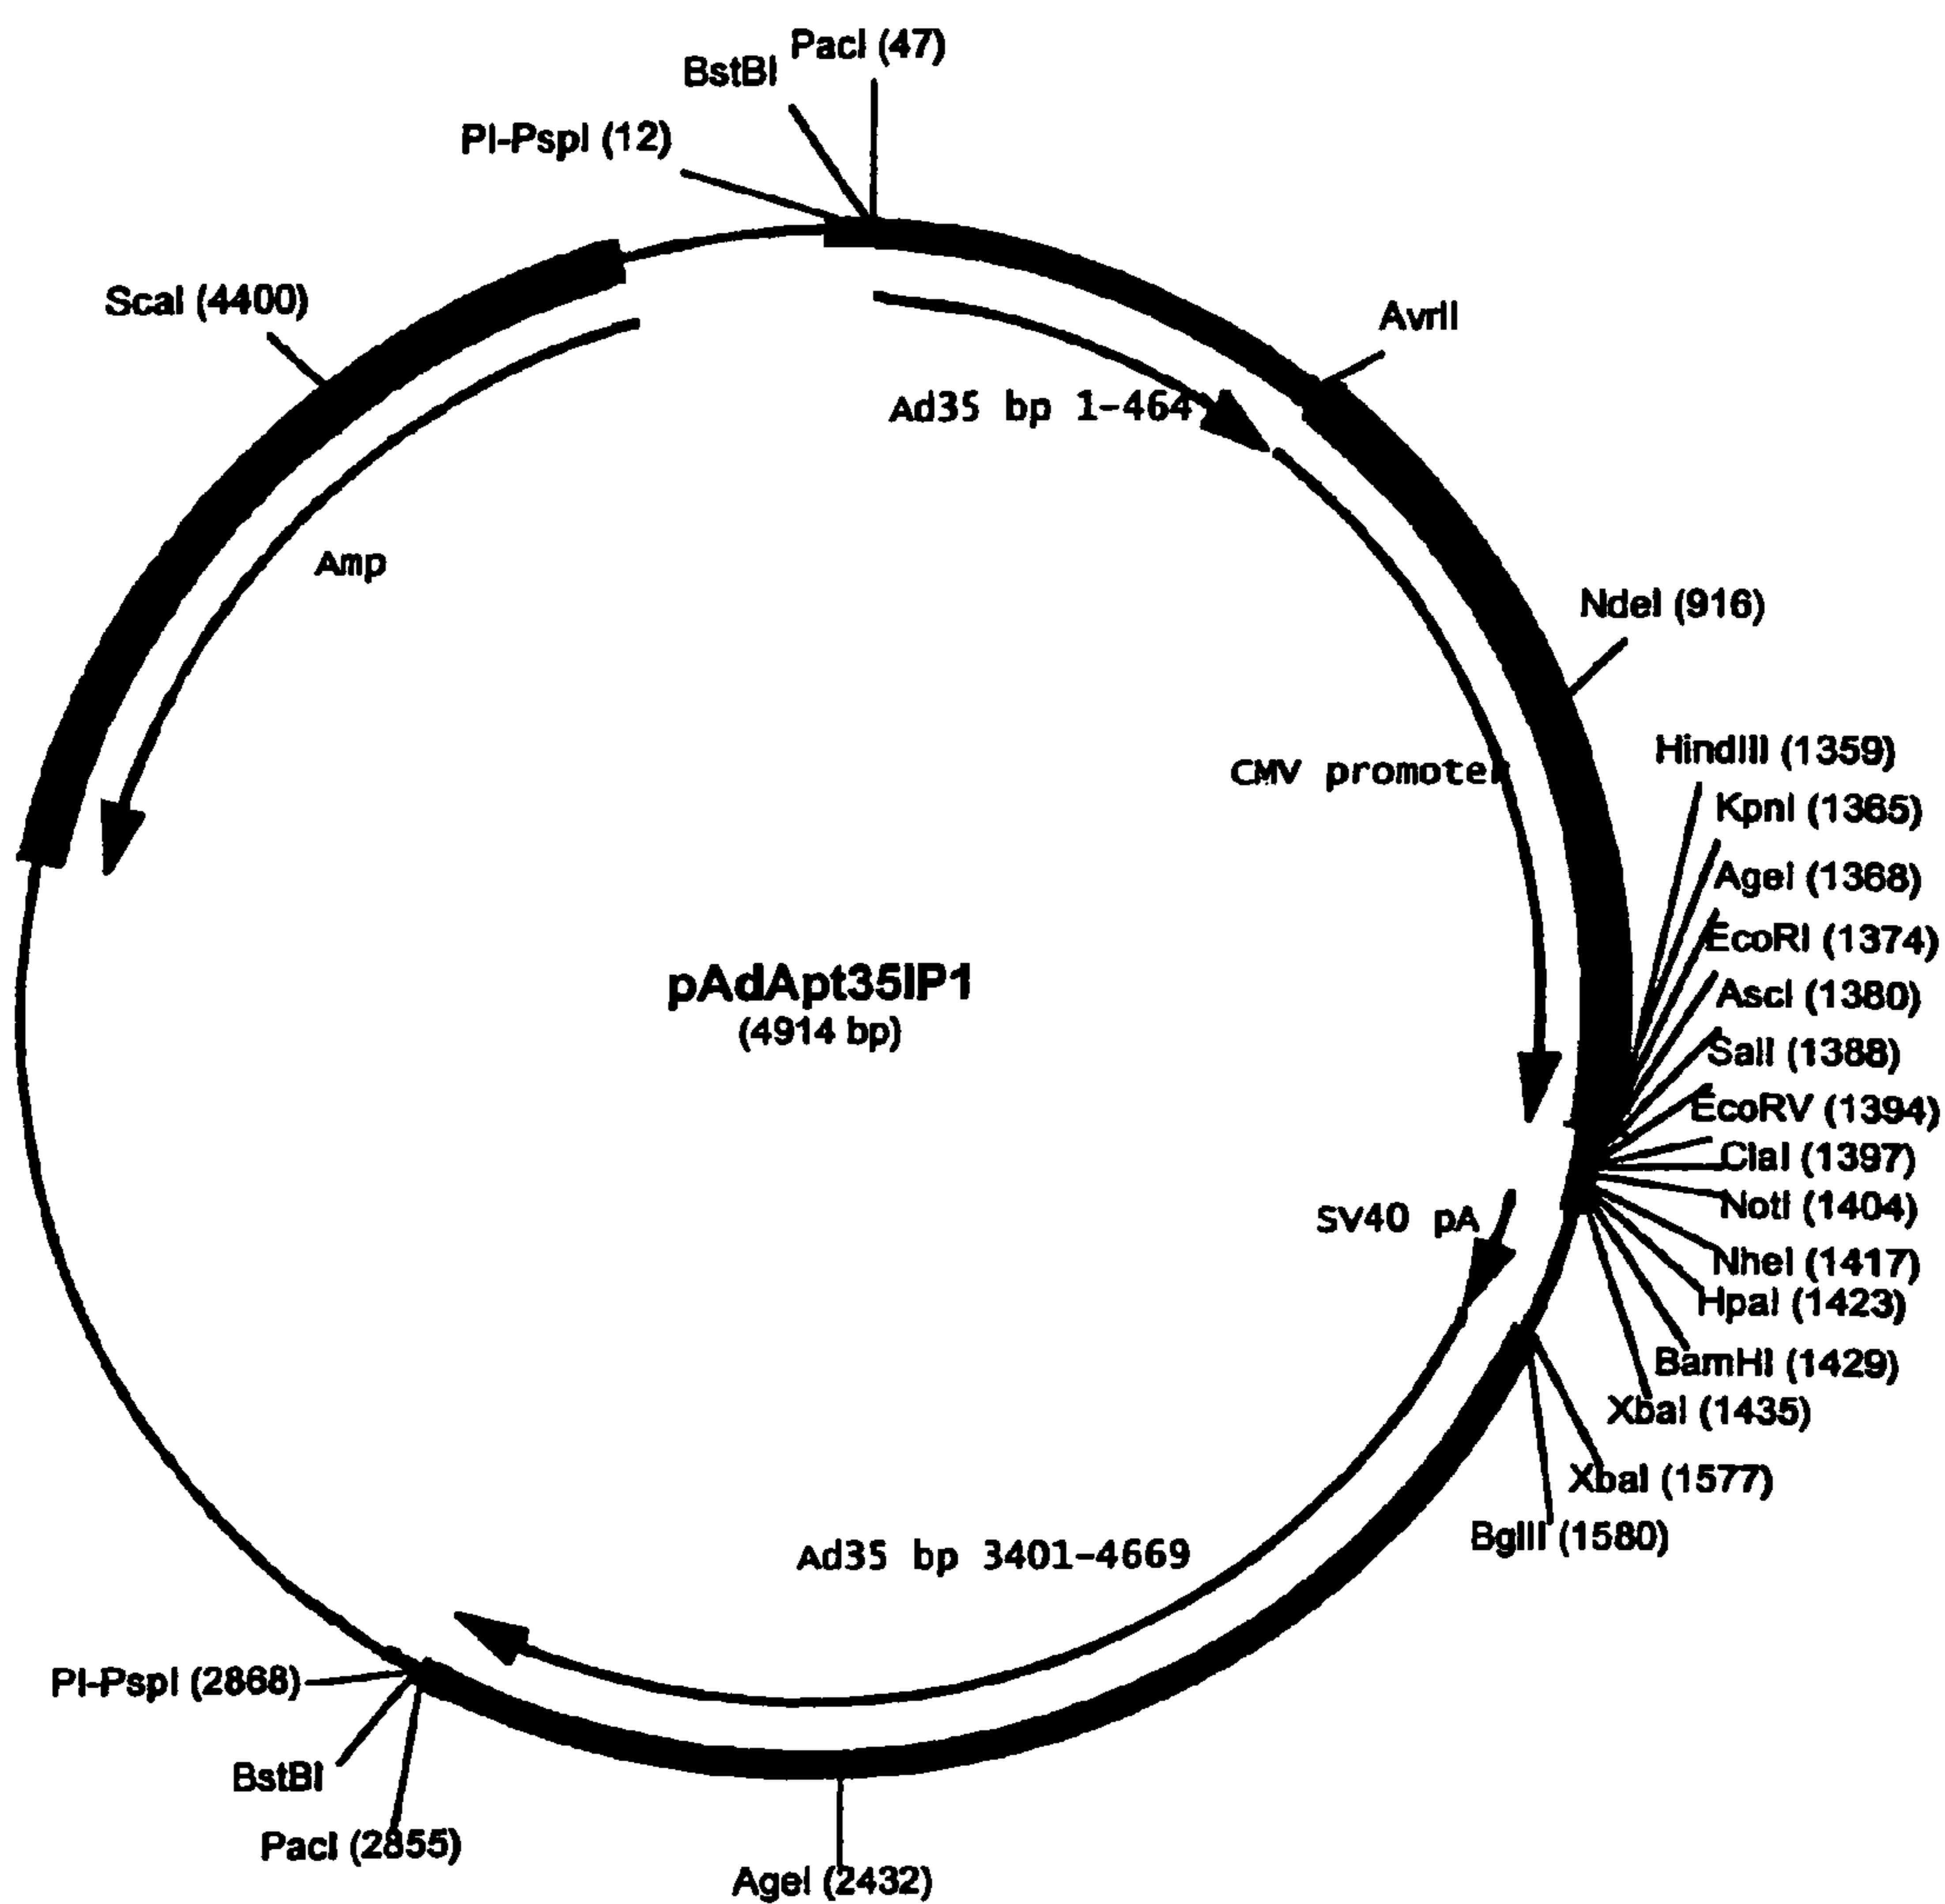 PacI (47)
BstBI
PI-PspI (12)
ScaI (4400)
AvrII
Ad35 bp 1-464
Amp
NdeI (916)
HindIII (1359)
CMV promoter
KpnI (1365)
AgeI (1368)
EcoRI (1374)
pAdApt35IP1
(4914 bp)
AscI (1380)
SalI (1388)
EcoRV (1394)
ClaI (1397)
NotI (1404)
SV40 pA
NheI (1417)
HpaI (1423)
BamHI (1429)
XbaI (1435)
XbaI (1577)
BglII (1580)
Ad35 bp 3401-4669
PI-PspI (2868)
BstBI
PacI (2855)
AgeI (2432)